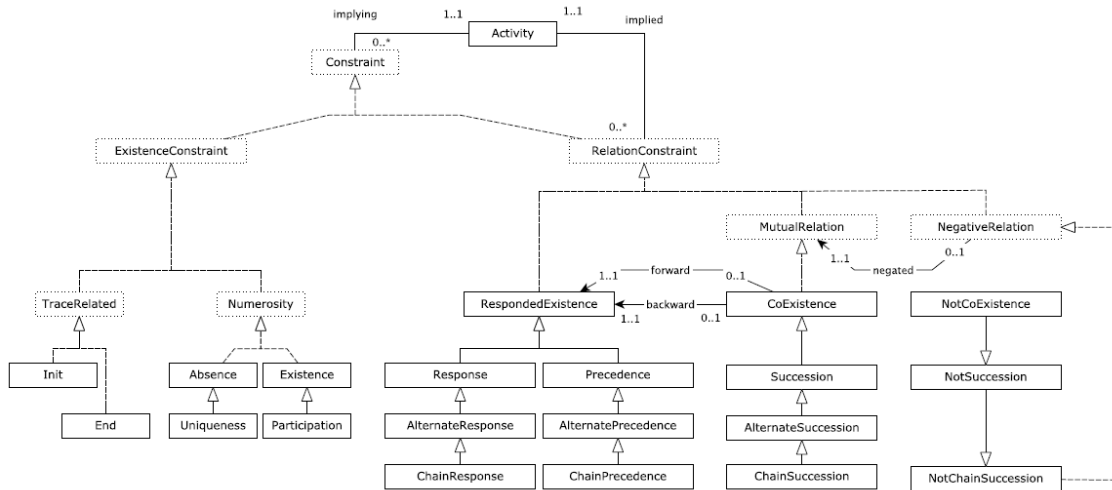 implying
1..1
1..1
implied
Activity
0..*
Constraint
0..*
ExistenceConstraint
RelationConstraint
MutualRelation
NegativeRelation
1..1
0..1
negated
1..1
forward
0..1
TraceRelated
Numerosity
RespondedExistence
backward
CoExistence
NotCoExistence
1..1
0..1
Init
Absence
Existence
Response
Precedence
Succession
NotSuccession
End
Uniqueness
Participation
AlternateResponse
AlternatePrecedence
AlternateSuccession
ChainResponse
ChainPrecedence
ChainSuccession
NotChainSuccession